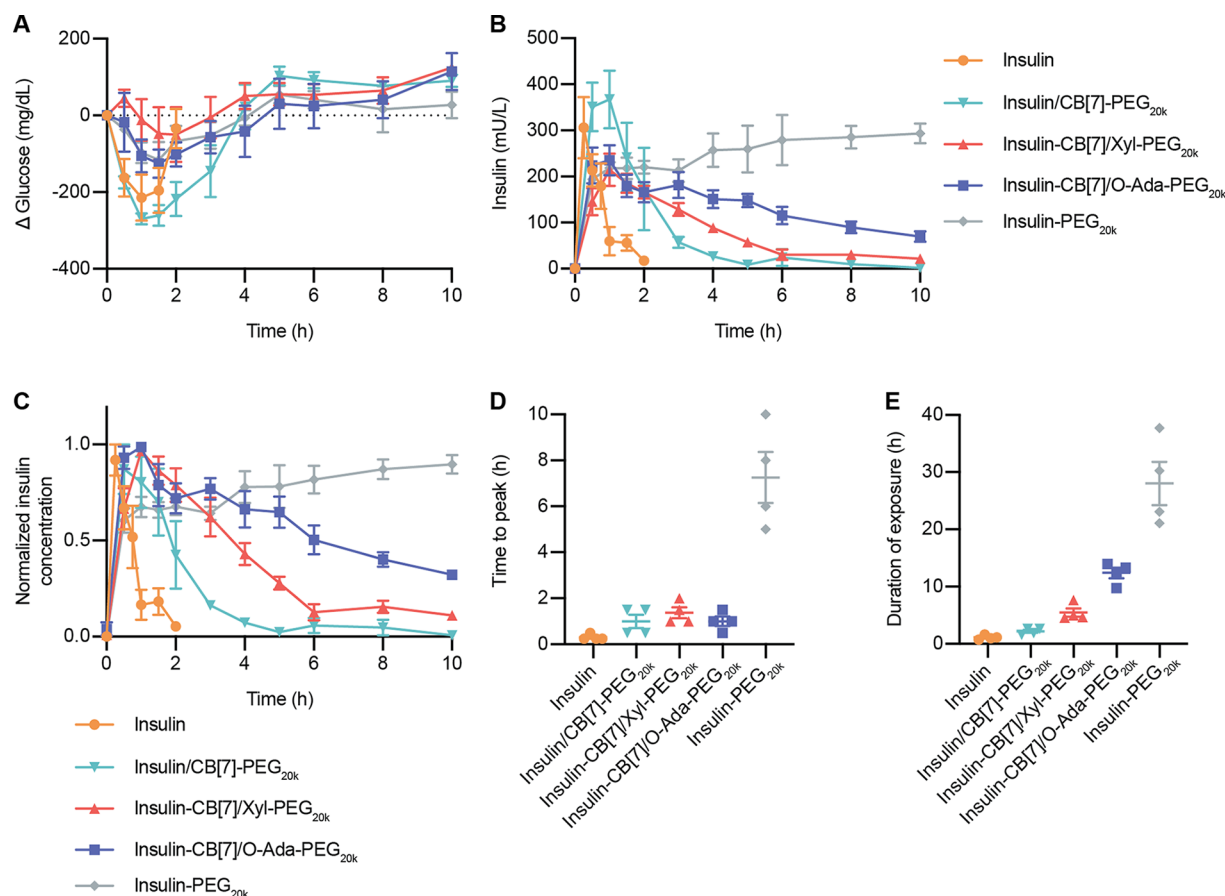 A
Δ Glucose (mg/dL)
200
0
-200
-400
0
2
4
6
8
10
Time (h)
B
Insulin (mU/L)
500
400
300
200
100
0
0
2
4
6
8
10
Time (h)
Insulin
Insulin/CB[7]-PEG20k
Insulin-CB[7]/Xyl-PEG20k
Insulin-CB[7]/O-Ada-PEG20k
Insulin-PEG20k
C
Normalized insulin
concentration
1.0
0.5
0.0
0
2
4
6
8
10
Time (h)
Insulin
Insulin/CB[7]-PEG20k
Insulin-CB[7]/Xyl-PEG20k
Insulin-CB[7]/O-Ada-PEG20k
Insulin-PEG20k
D
Time to peak (h)
10
8
6
4
2
0
Insulin
Insulin/CB[7]-PEG20k
Insulin-CB[7]/Xyl-PEG20k
Insulin-CB[7]/O-Ada-PEG20k
Insulin-PEG20k
E
Duration of exposure (h)
40
30
20
10
0
Insulin
Insulin/CB[7]-PEG20k
Insulin-CB[7]/Xyl-PEG20k
Insulin-CB[7]/O-Ada-PEG20k
Insulin-PEG20k